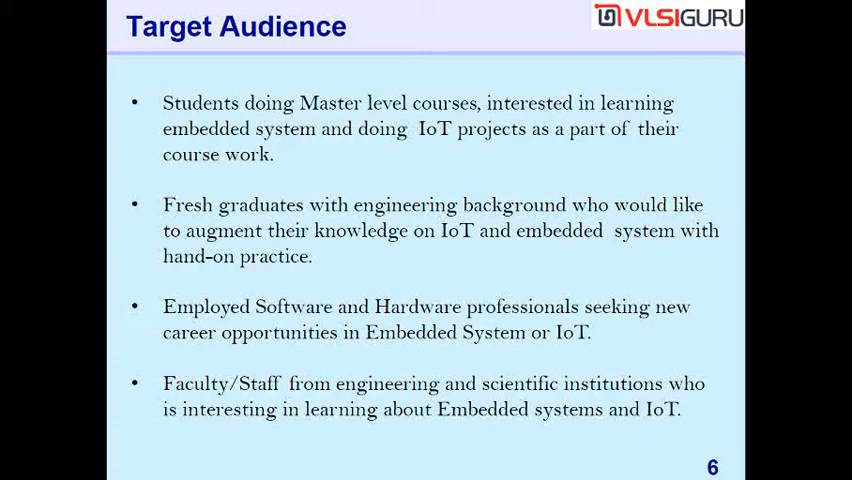 Target Audience
VLSIGURU
• Students doing Master level courses, interested in learning
embedded system and doing IoT projects as a part of their
course work.
• Fresh graduates with engineering background who would like
to augment their knowledge on IoT and embedded system with
hand-on practice.
• Employed Software and Hardware professionals seeking new
career opportunities in Embedded System or IoT.
• Faculty/Staff from engineering and scientific institutions who
is interesting in learning about Embedded systems and IoT.
6